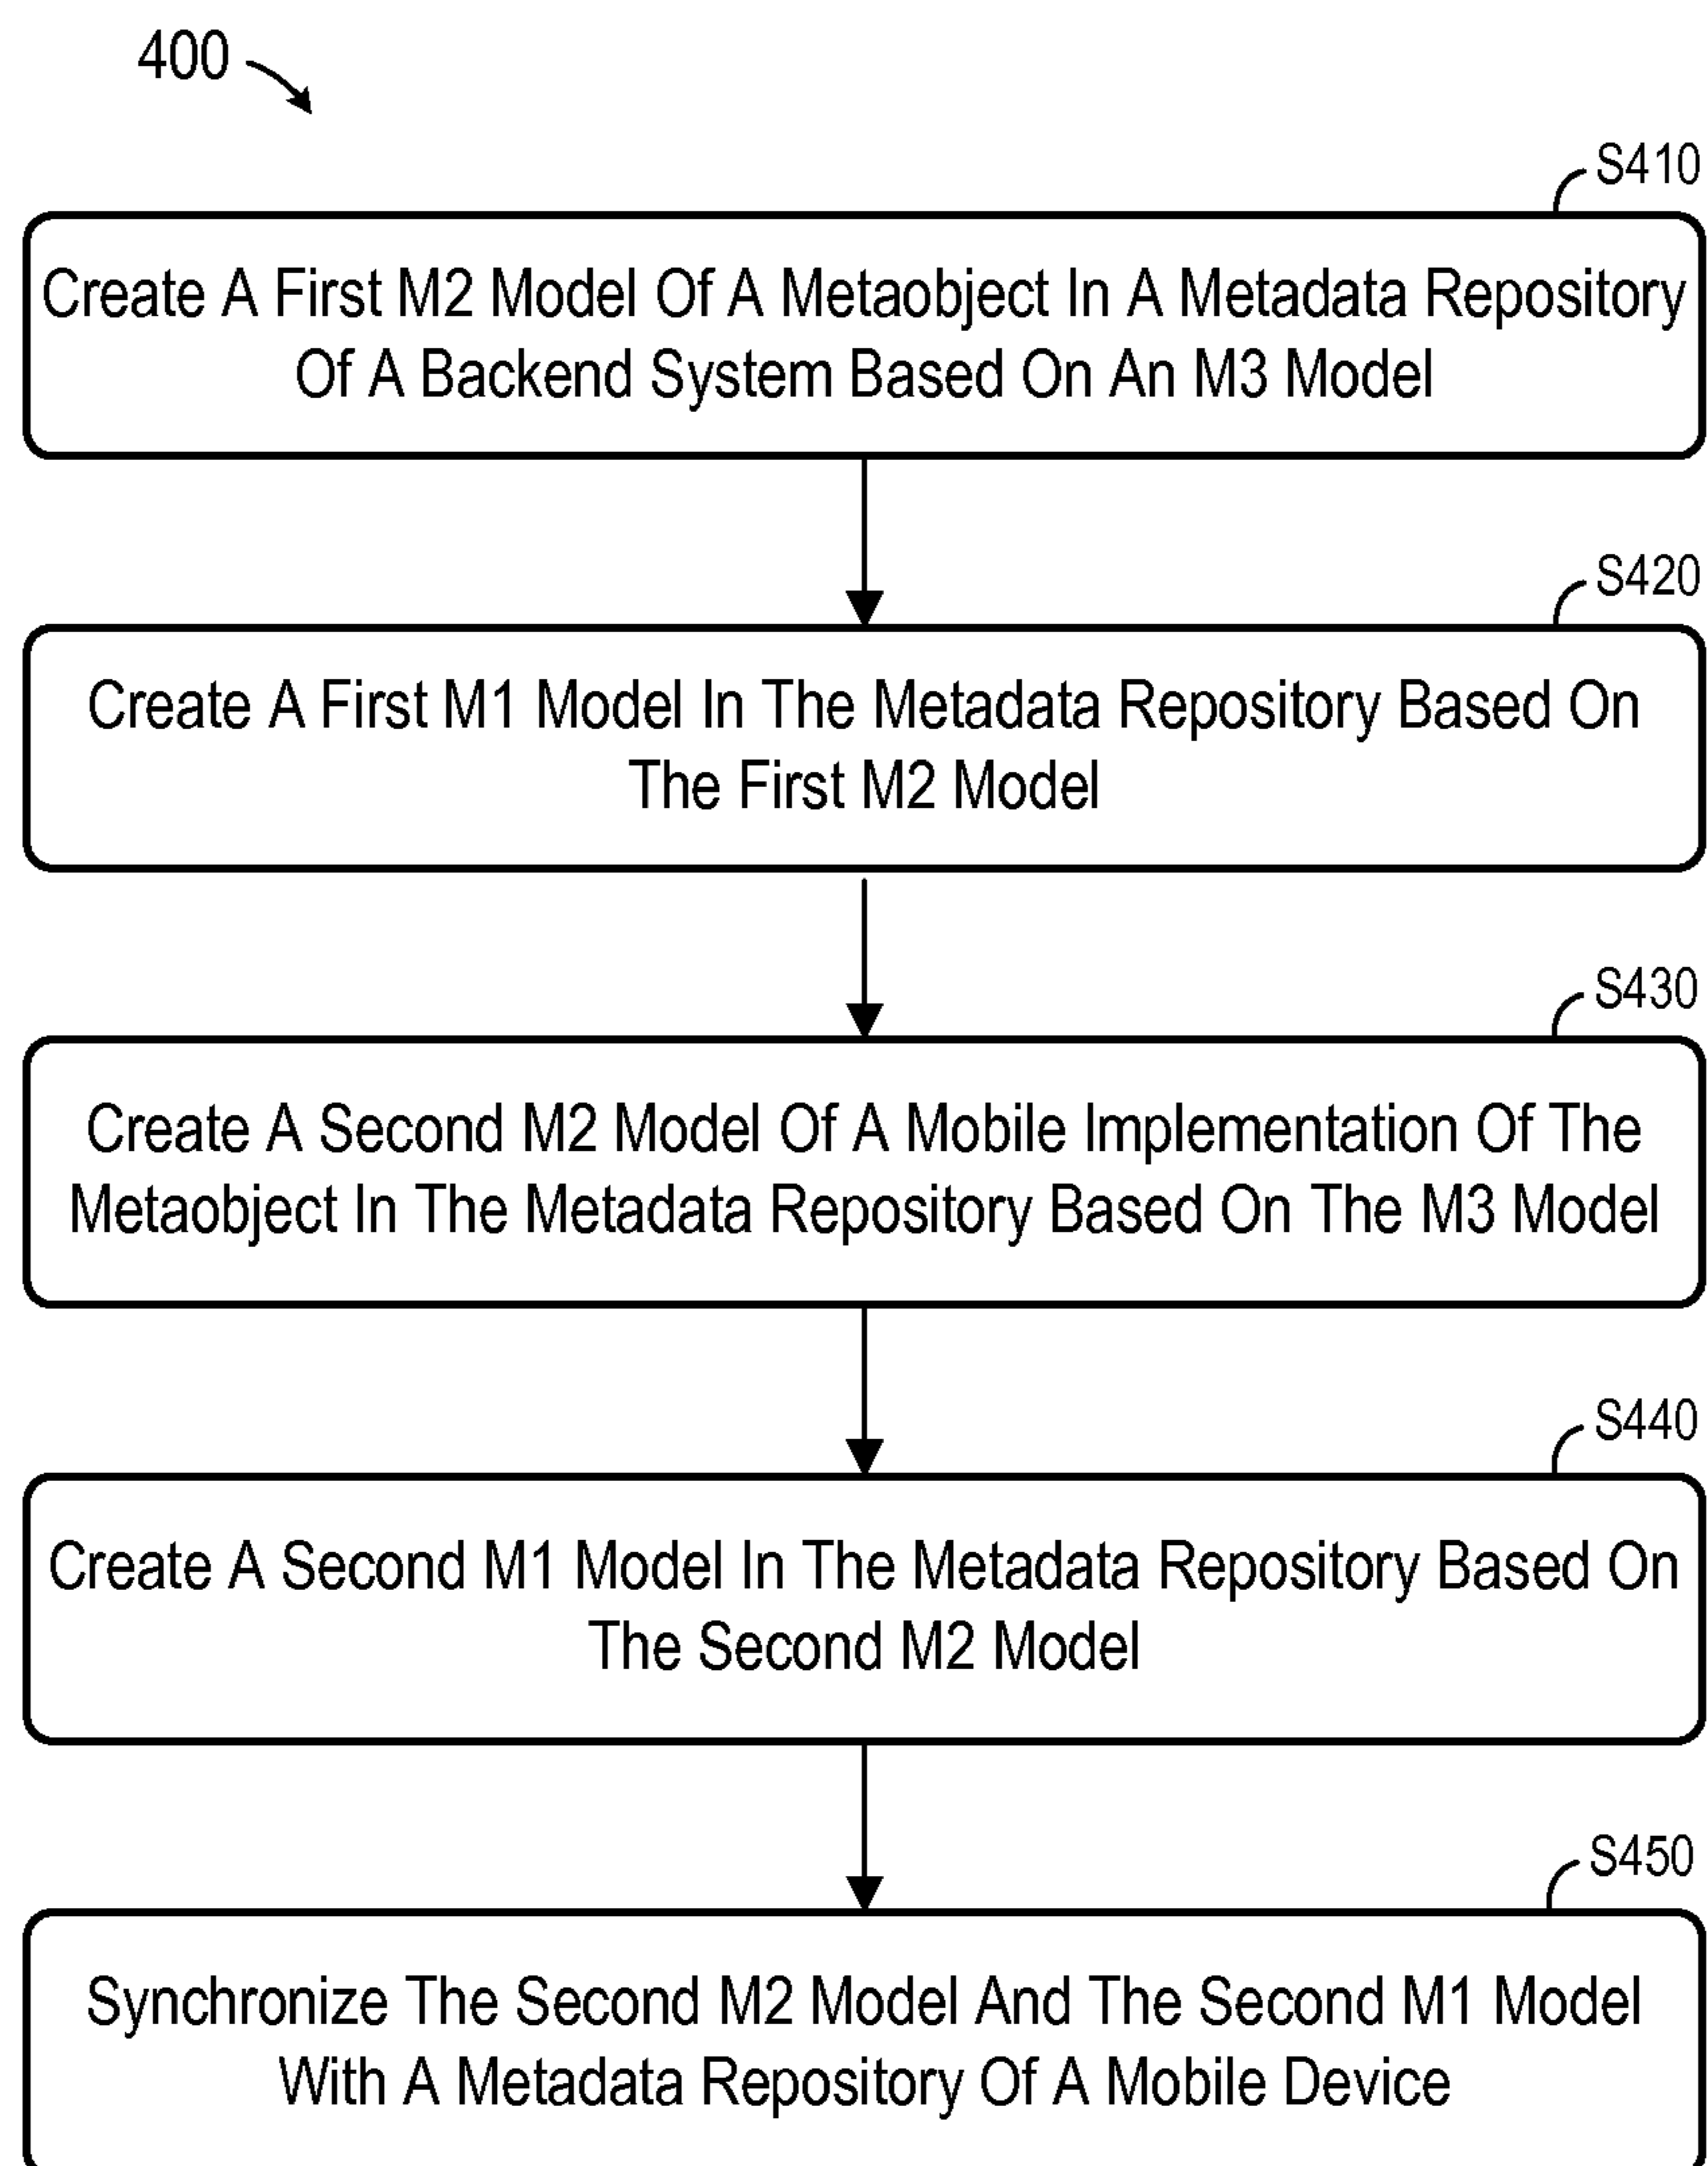 400
S410
Create A First M2 Model Of A Metaobject In A Metadata Repository
Of A Backend System Based On An M3 Model
S420
Create A First M1 Model In The Metadata Repository Based On
The First M2 Model
S430
Create A Second M2 Model Of A Mobile Implementation Of The
Metaobject In The Metadata Repository Based On The M3 Model
S440
Create A Second M1 Model In The Metadata Repository Based On
The Second M2 Model
S450
Synchronize The Second M2 Model And The Second M1 Model
With A Metadata Repository Of A Mobile Device